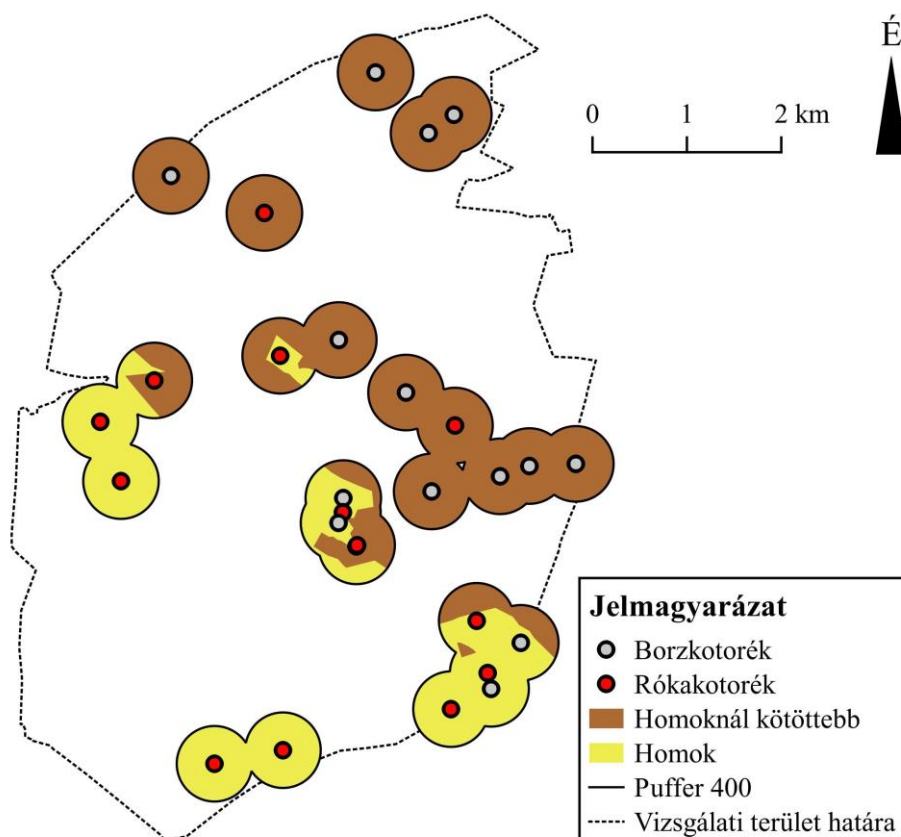 É
0 1 2 km
Jelmagyarázat
Borzkotorék
Rókakotorék
Homoknál kötöttebb
Homok
Puffer 400
Vizsgálati terület határa